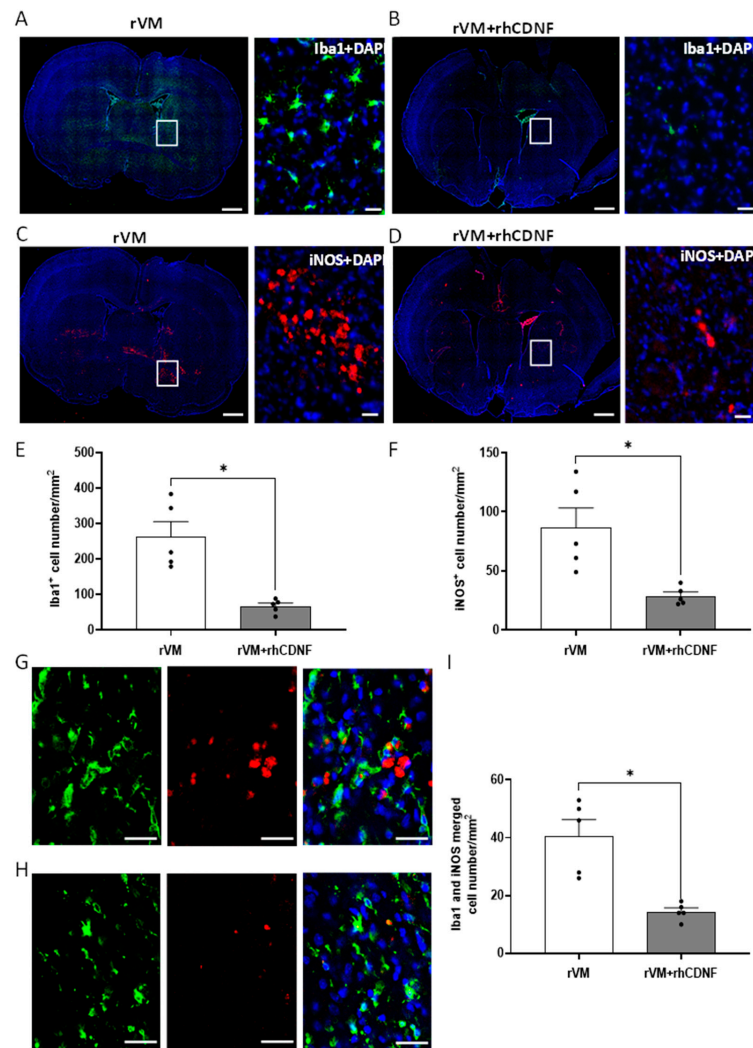 A
rVM
Iba1+DAPI
B
rVM+rhCDNF
Iba1+DAPI
C
rVM
iNOS+DAPI
D
rVM+rhCDNF
iNOS+DAPI
E
Iba1+ cell number/mm2
500
400
300
200
100
0
*
rVM
rVM+rhCDNF
F
iNOS+ cell number/mm2
150
100
50
0
*
rVM
rVM+rhCDNF
G
H
I
Iba1 and iNOS merged
cell number/mm2
60
40
20
0
*
rVM
rVM+rhCDNF